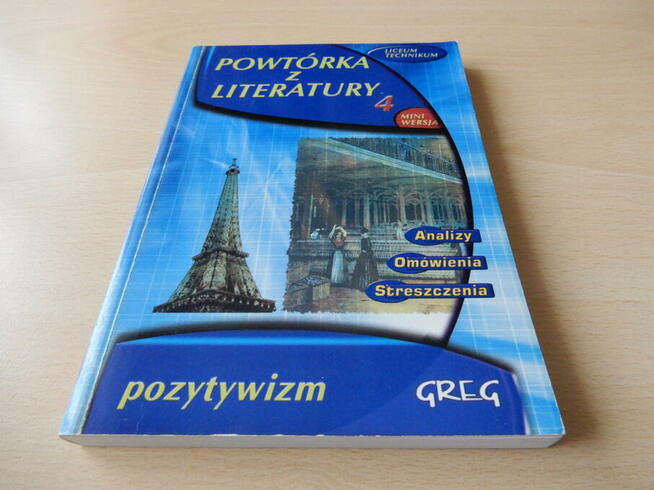 LICEUM
TECHNIKUM
POWTÓRKA
Z
LITERATURY 4
MINI
WERSJA
Analizy
Omówienia
Streszczenia
pozytywizm
GREG